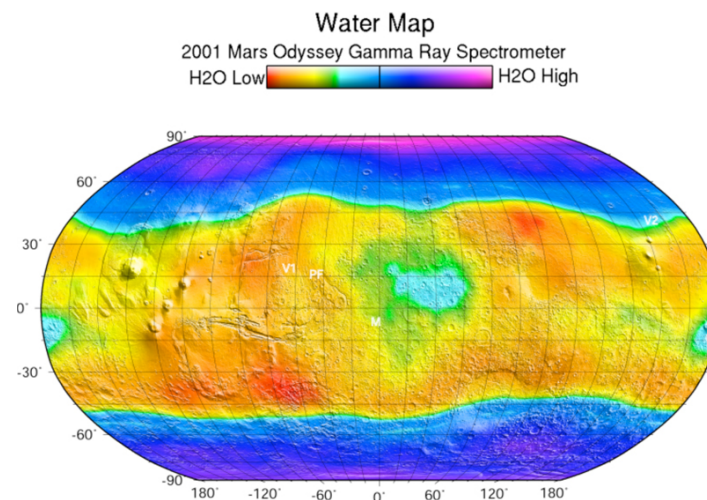 Water Map
2001 Mars Odyssey Gamma Ray Spectrometer
H2O Low H2O High
90°
60°
V2
30°
V1 PF
0°
M
-30°
-60°
-90
180° -120° -60° 0° 60° 120° 180°